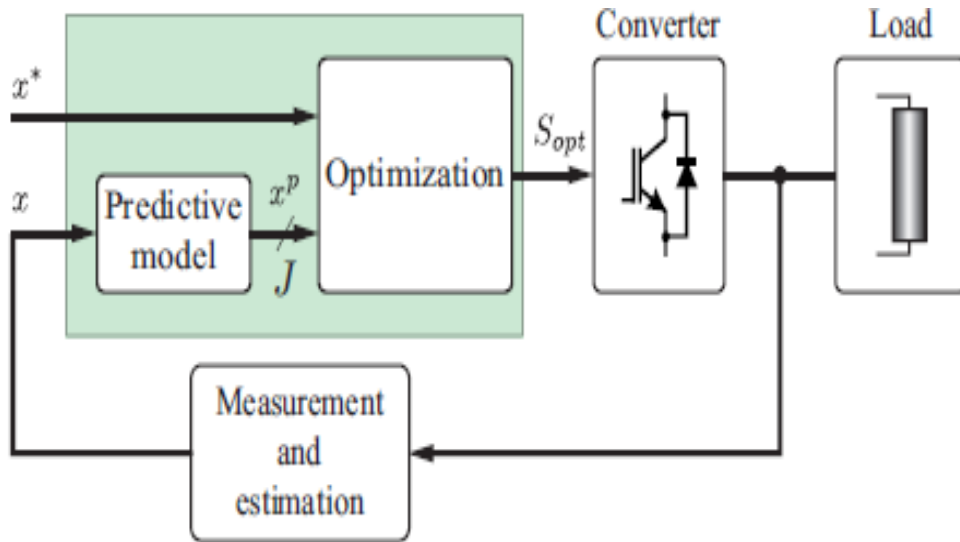 Converter
Load
x*
Optimization
S_opt
x
Predictive
model
x^p
J
Measurement
and
estimation